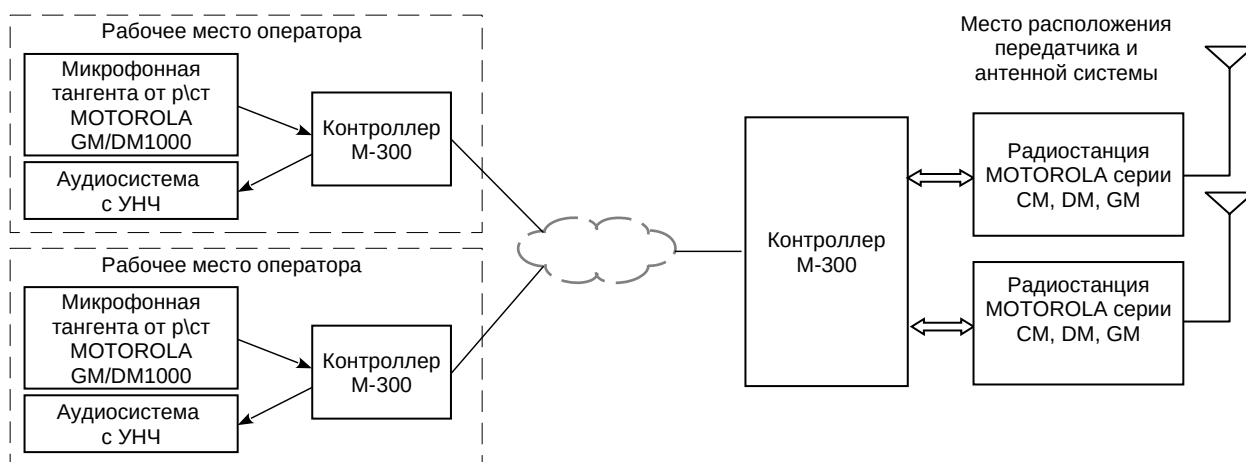 Рабочее место оператора
Микрофонная
тангента от р\ст
MOTOROLA
GM/DM1000
Контроллер
М-300
Аудиосистема
с УНЧ
Рабочее место оператора
Микрофонная
тангента от р\ст
MOTOROLA
GM/DM1000
Контроллер
М-300
Аудиосистема
с УНЧ
Контроллер
М-300
Место расположения
передатчика и
антенной системы
Радиостанция
MOTOROLA серии
CM, DM, GM
Радиостанция
MOTOROLA серии
CM, DM, GM